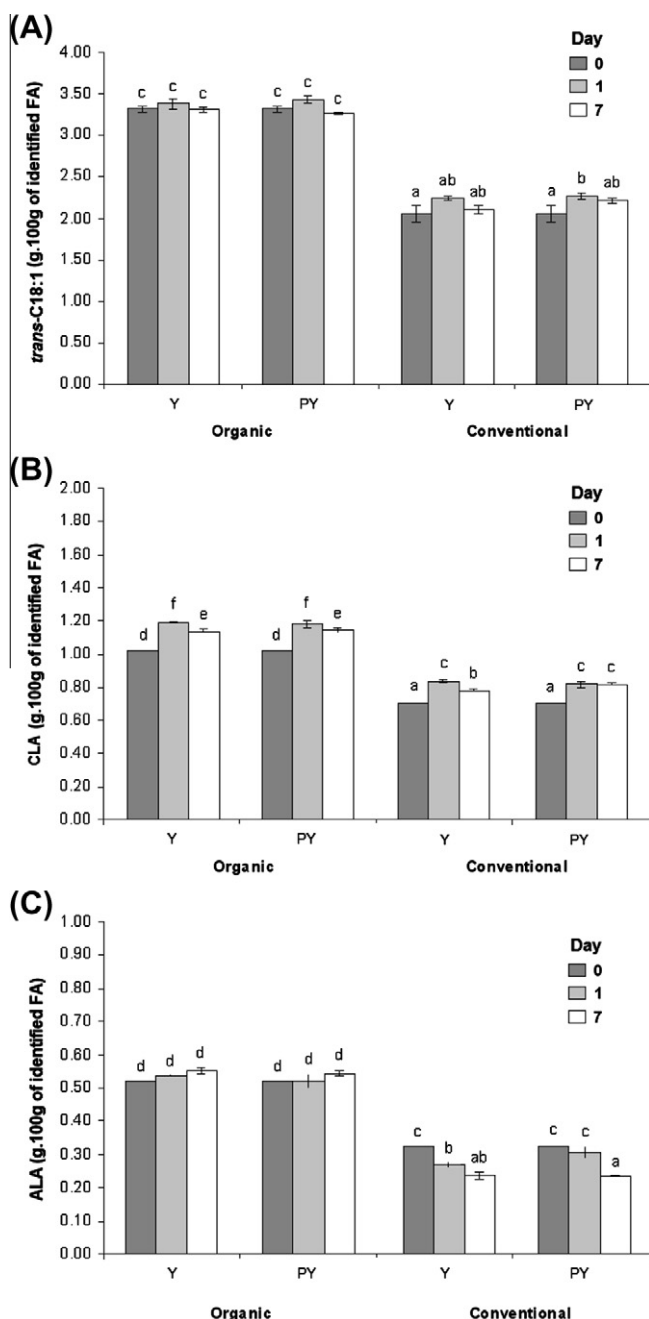 (A)
trans-C18:1 (g.100g of identified FA)
4.00
3.50
3.00
2.50
2.00
1.50
1.00
0.50
0.00
Day
0
1
7
c c c
c c c
a ab ab
a b ab
Y PY Y PY
Organic Conventional
(B)
CLA (g.100g of identified FA)
2.00
1.80
1.60
1.40
1.20
1.00
0.80
0.60
0.40
0.20
0.00
Day
0
1
7
d f e
d f e
a c b
a c c
Y PY Y PY
Organic Conventional
(C)
ALA (g.100g of identified FA)
1.00
0.90
0.80
0.70
0.60
0.50
0.40
0.30
0.20
0.10
0.00
Day
0
1
7
d d d
d d d
c b ab
c c a
Y PY Y PY
Organic Conventional